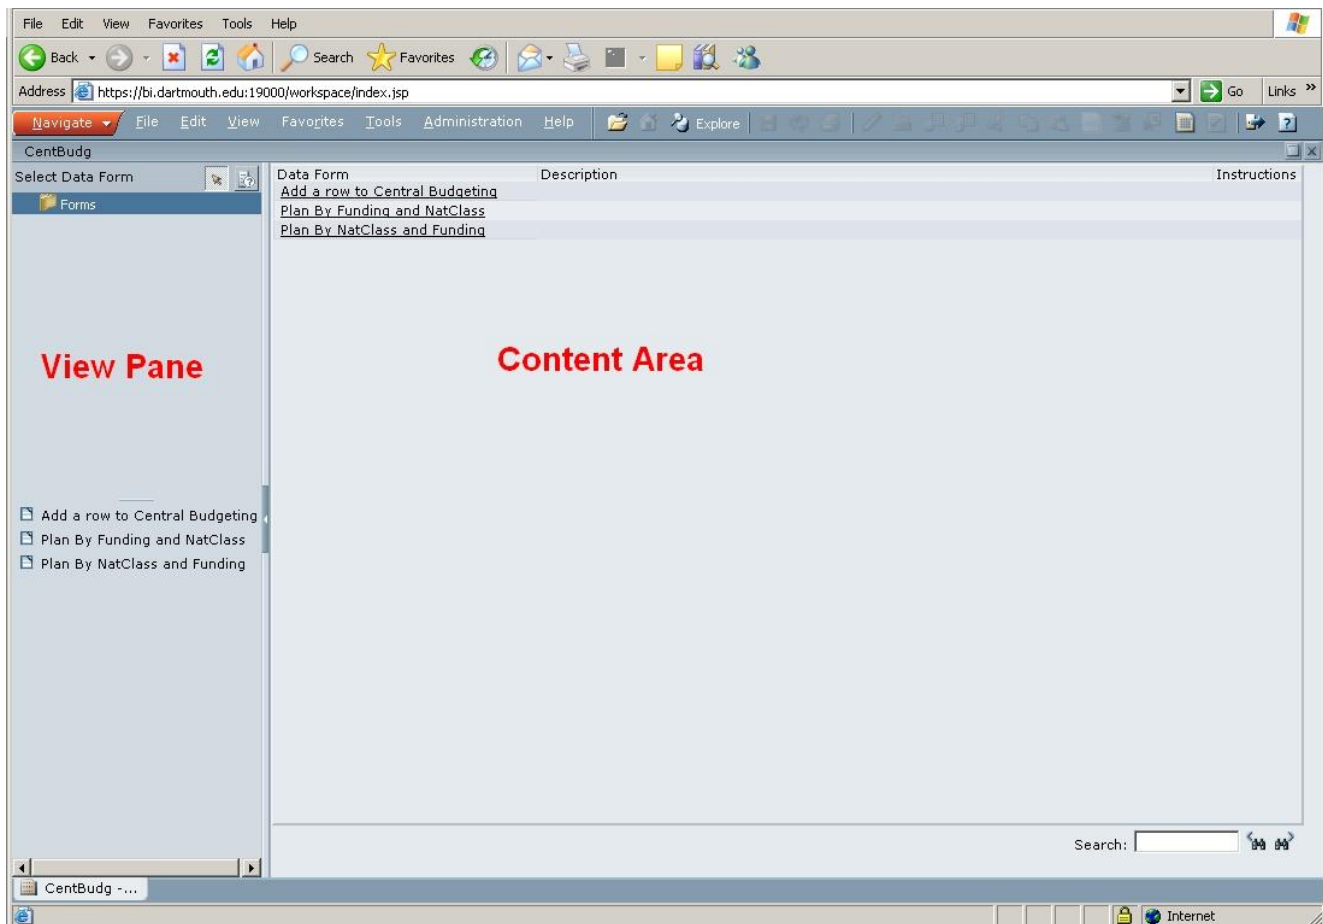 File Edit View Favorites Tools Help
Back Search Favorites
Address https://bi.dartmouth.edu:19000/workspace/index.jsp Go Links »
Navigate File Edit View Favorites Tools Administration Help Explore
CentBudg
Select Data Form
Forms
Data Form Description Instructions
Add a row to Central Budgeting
Plan By Funding and NatClass
Plan By NatClass and Funding
View Pane
Content Area
Add a row to Central Budgeting
Plan By Funding and NatClass
Plan By NatClass and Funding
Search:
CentBudg -...
Internet